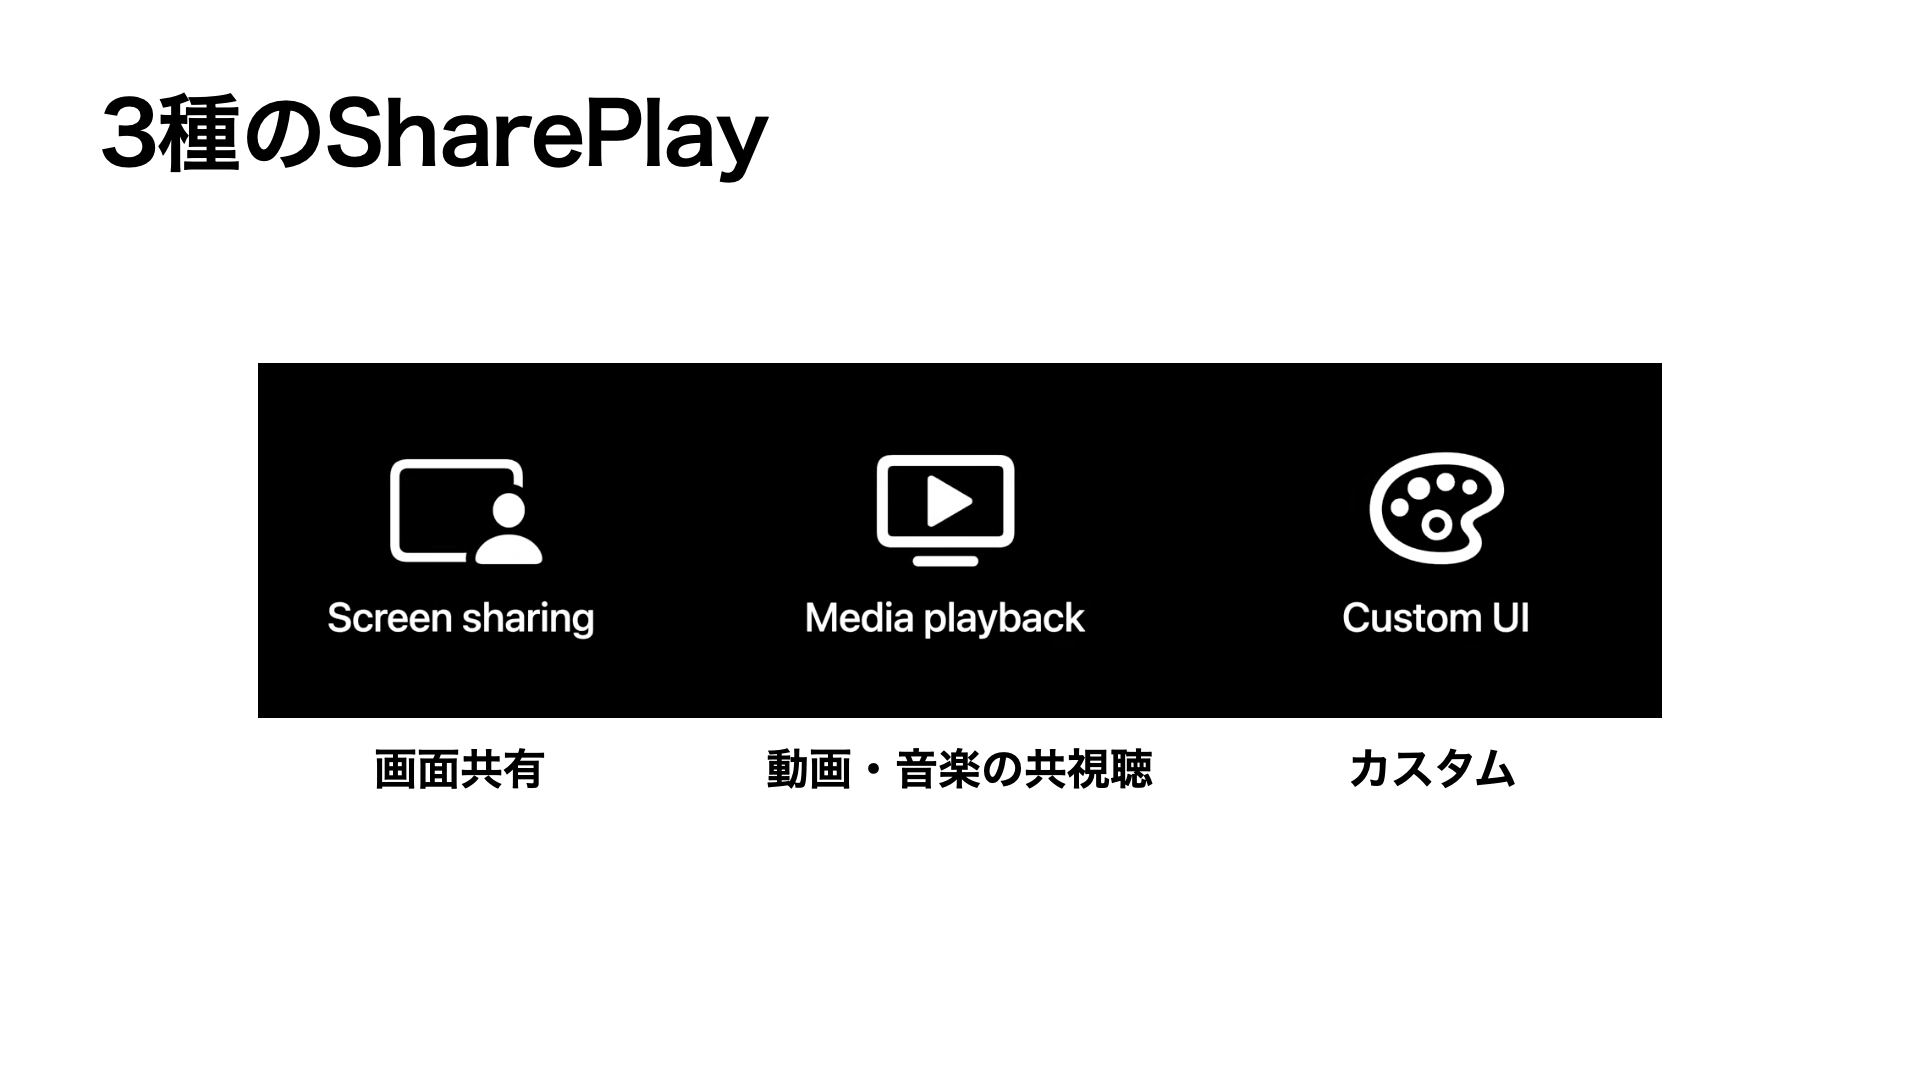 3種のSharePlay
Screen sharing
Media playback
Custom UI
画面共有
動画・音楽の共視聴
カスタム